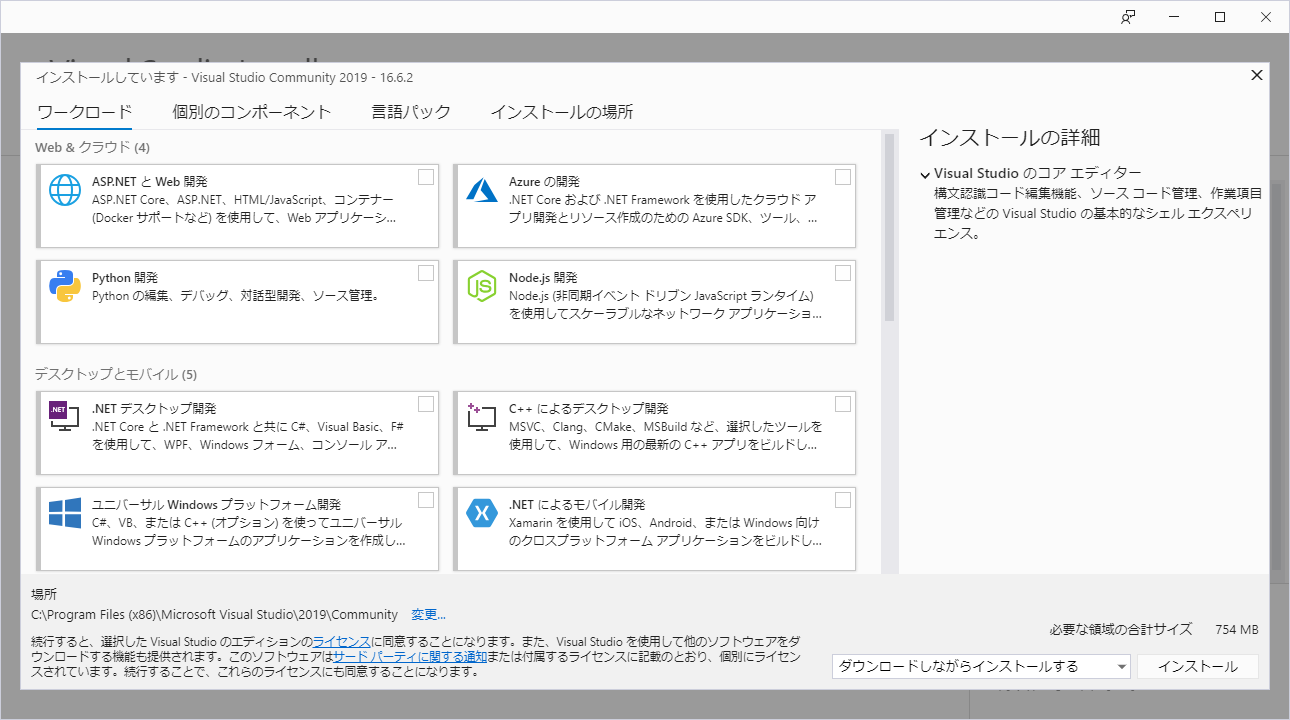 インストールしています - Visual Studio Community 2019 - 16.6.2
ワークロード 個別のコンポーネント 言語パック インストールの場所
Web & クラウド (4)
ASP.NET と Web 開発
ASP.NET Core、ASP.NET、HTML/JavaScript、コンテナー
(Docker サポートなど) を使用して、Web アプリケーシ...
Azure の開発
.NET Core および .NET Framework を使用したクラウド ア
プリ開発とリソース作成のための Azure SDK、ツール、...
Python 開発
Python の編集、デバッグ、対話型開発、ソース管理。
Node.js 開発
Node.js (非同期イベント ドリブン JavaScript ランタイム)
を使用してスケーラブルなネットワーク アプリケーショ...
デスクトップとモバイル (5)
.NET デスクトップ開発
.NET Core と .NET Framework と共に C#、Visual Basic、F#
を使用して、WPF、Windows フォーム、コンソール ア...
C++ によるデスクトップ開発
MSVC、Clang、CMake、MSBuild など、選択したツールを
使用して、Windows 用の最新の C++ アプリをビルドし...
ユニバーサル Windows プラットフォーム開発
C#、VB、または C++ (オプション) を使ってユニバーサル
Windows プラットフォームのアプリケーションを作成し...
.NET によるモバイル開発
Xamarin を使用して iOS、Android、または Windows 向け
のクロスプラットフォーム アプリケーションをビルドし...
インストールの詳細
Visual Studio のコア エディター
構文認識コード編集機能、ソース コード管理、作業項目
管理などの Visual Studio の基本的なシェル エクスペリ
エンス。
場所
C:\Program Files (x86)\Microsoft Visual Studio\2019\Community 変更...
続行すると、選択した Visual Studio のエディションのライセンスに同意することになります。また、Visual Studio を使用して他のソフトウェアをダ
ウンロードする機能も提供されます。このソフトウェアはサード パーティに関する通知または付属するライセンスに記載のとおり、個別にライセン
スされています。続行することで、これらのライセンスにも同意することになります。
必要な領域の合計サイズ 754 MB
ダウンロードしながらインストールする インストール